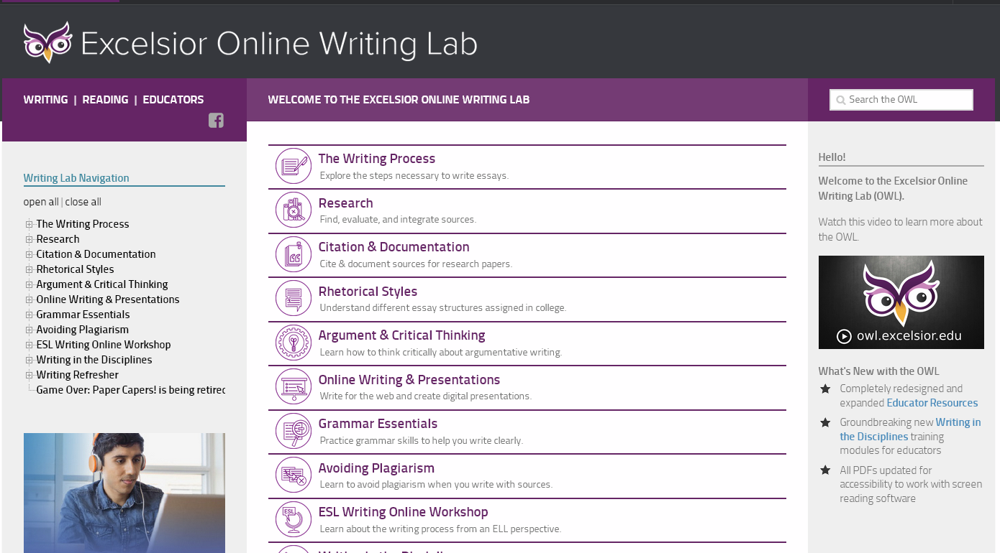 Excelsior Online Writing Lab
WRITING | READING | EDUCATORS
WELCOME TO THE EXCELSIOR ONLINE WRITING LAB
Search the OWL
Writing Lab Navigation
open all | close all
The Writing Process
Research
Citation & Documentation
Rhetorical Styles
Argument & Critical Thinking
Online Writing & Presentations
Grammar Essentials
Avoiding Plagiarism
ESL Writing Online Workshop
Writing in the Disciplines
Writing Refresher
Game Over: Paper Capers! is being retired
The Writing Process
Explore the steps necessary to write essays.
Research
Find, evaluate, and integrate sources.
Citation & Documentation
Cite & document sources for research papers.
Rhetorical Styles
Understand different essay structures assigned in college.
Argument & Critical Thinking
Learn how to think critically about argumentative writing.
Online Writing & Presentations
Write for the web and create digital presentations.
Grammar Essentials
Practice grammar skills to help you write clearly.
Avoiding Plagiarism
Learn to avoid plagiarism when you write with sources.
ESL
ESL Writing Online Workshop
Learn about the writing process from an ELL perspective.
Hello!
Welcome to the Excelsior Online
Writing Lab (OWL).
Watch this video to learn more about
the OWL.
owl.excelsior.edu
What's New with the OWL
Completely redesigned and
expanded Educator Resources
Groundbreaking new Writing in
the Disciplines training
modules for educators
All PDFs updated for
accessibility to work with screen
reading software